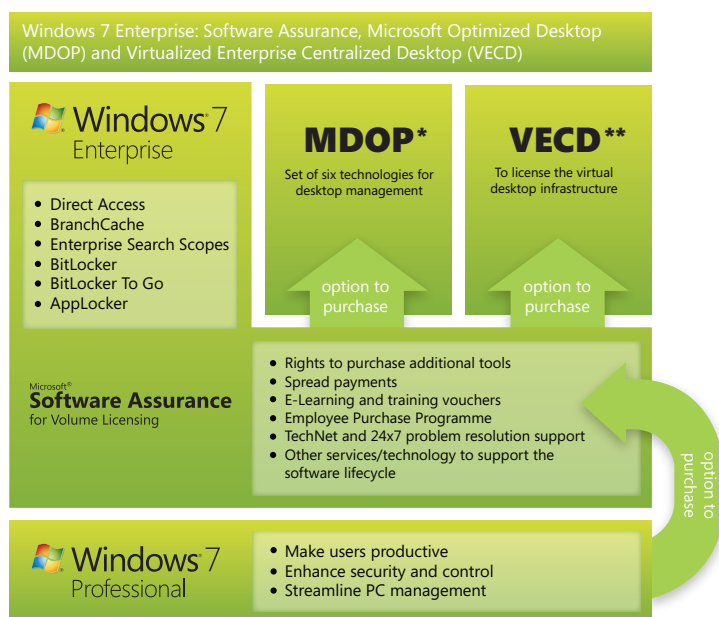 Windows 7 Enterprise: Software Assurance, Microsoft Optimized Desktop
(MDOP) and Virtualized Enterprise Centralized Desktop (VECD)
Windows 7
Enterprise
• Direct Access
• BranchCache
• Enterprise Search Scopes
• BitLocker
• BitLocker To Go
• AppLocker
MDOP*
Set of six technologies for
desktop management
option to
purchase
VECD**
To license the virtual
desktop infrastructure
option to
purchase
Microsoft®
Software Assurance
for Volume Licensing
• Rights to purchase additional tools
• Spread payments
• E-Learning and training vouchers
• Employee Purchase Programme
• TechNet and 24x7 problem resolution support
• Other services/technology to support the
software lifecycle
option to
purchase
Windows 7
Professional
• Make users productive
• Enhance security and control
• Streamline PC management